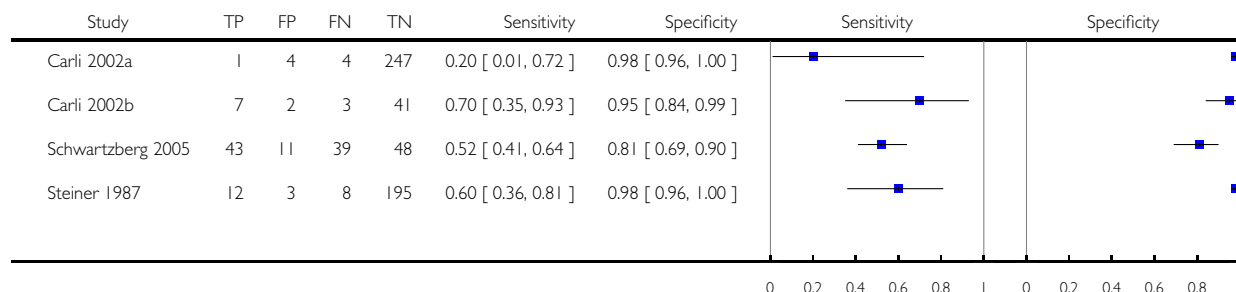 Study TP FP FN TN Sensitivity Specificity Sensitivity Specificity
Carli 2002a 1 4 4 247 0.20 [ 0.01, 0.72 ] 0.98 [ 0.96, 1.00 ]
Carli 2002b 7 2 3 41 0.70 [ 0.35, 0.93 ] 0.95 [ 0.84, 0.99 ]
Schwartzberg 2005 43 11 39 48 0.52 [ 0.41, 0.64 ] 0.81 [ 0.69, 0.90 ]
Steiner 1987 12 3 8 195 0.60 [ 0.36, 0.81 ] 0.98 [ 0.96, 1.00 ]
0 0.2 0.4 0.6 0.8 1 0 0.2 0.4 0.6 0.8